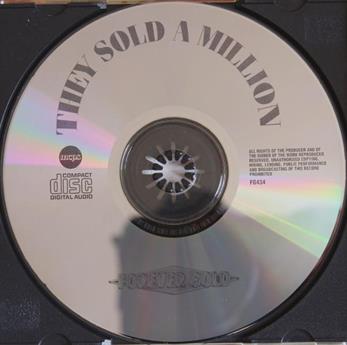 THEY SOLD A MILLION
mcps
COMPACT
disc
DIGITAL AUDIO
ALL RIGHTS OF THE PRODUCER AND OF
THE OWNER OF THE WORK REPRODUCED
RESERVED. UNAUTHORISED COPYING,
HIRING, LENDING, PUBLIC PERFORMANCE
AND BROADCASTING OF THIS RECORD
PROHIBITED
FG434
FOREVER GOLD